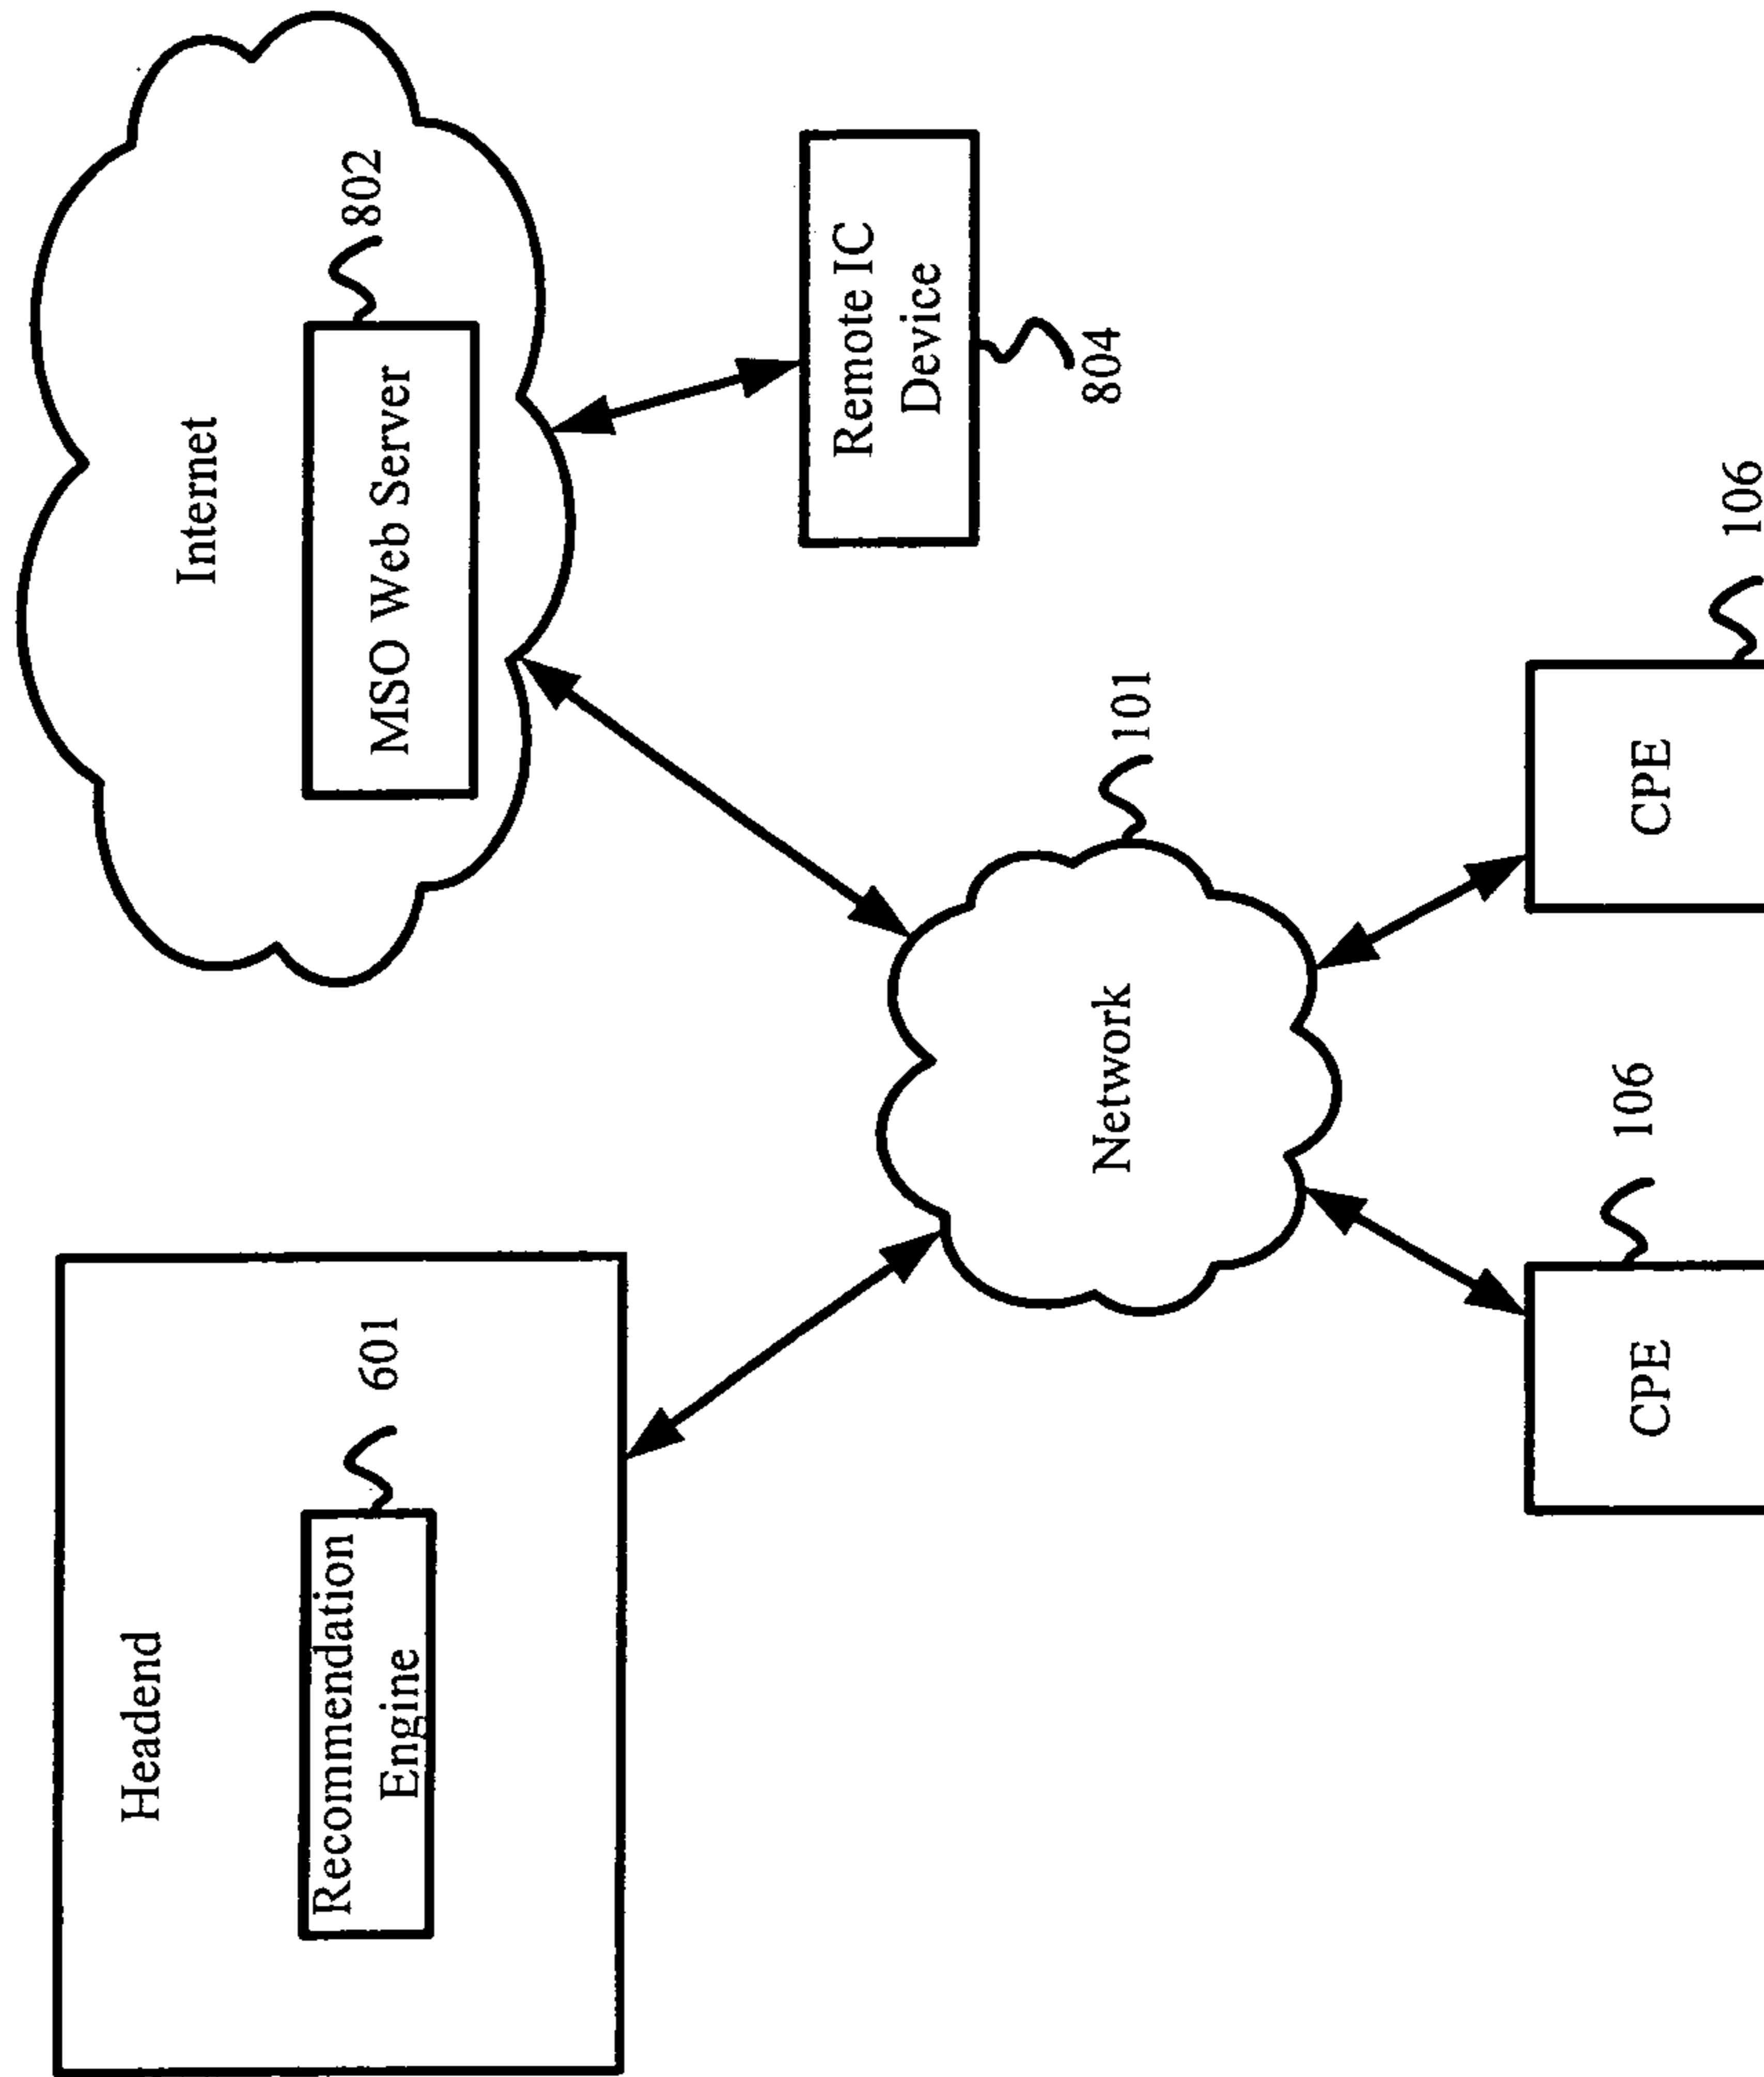 Headend
Recommendation
Engine
601
Internet
MSO Web Server
802
Remote IC
Device
804
Network
101
CPE
106
CPE
106